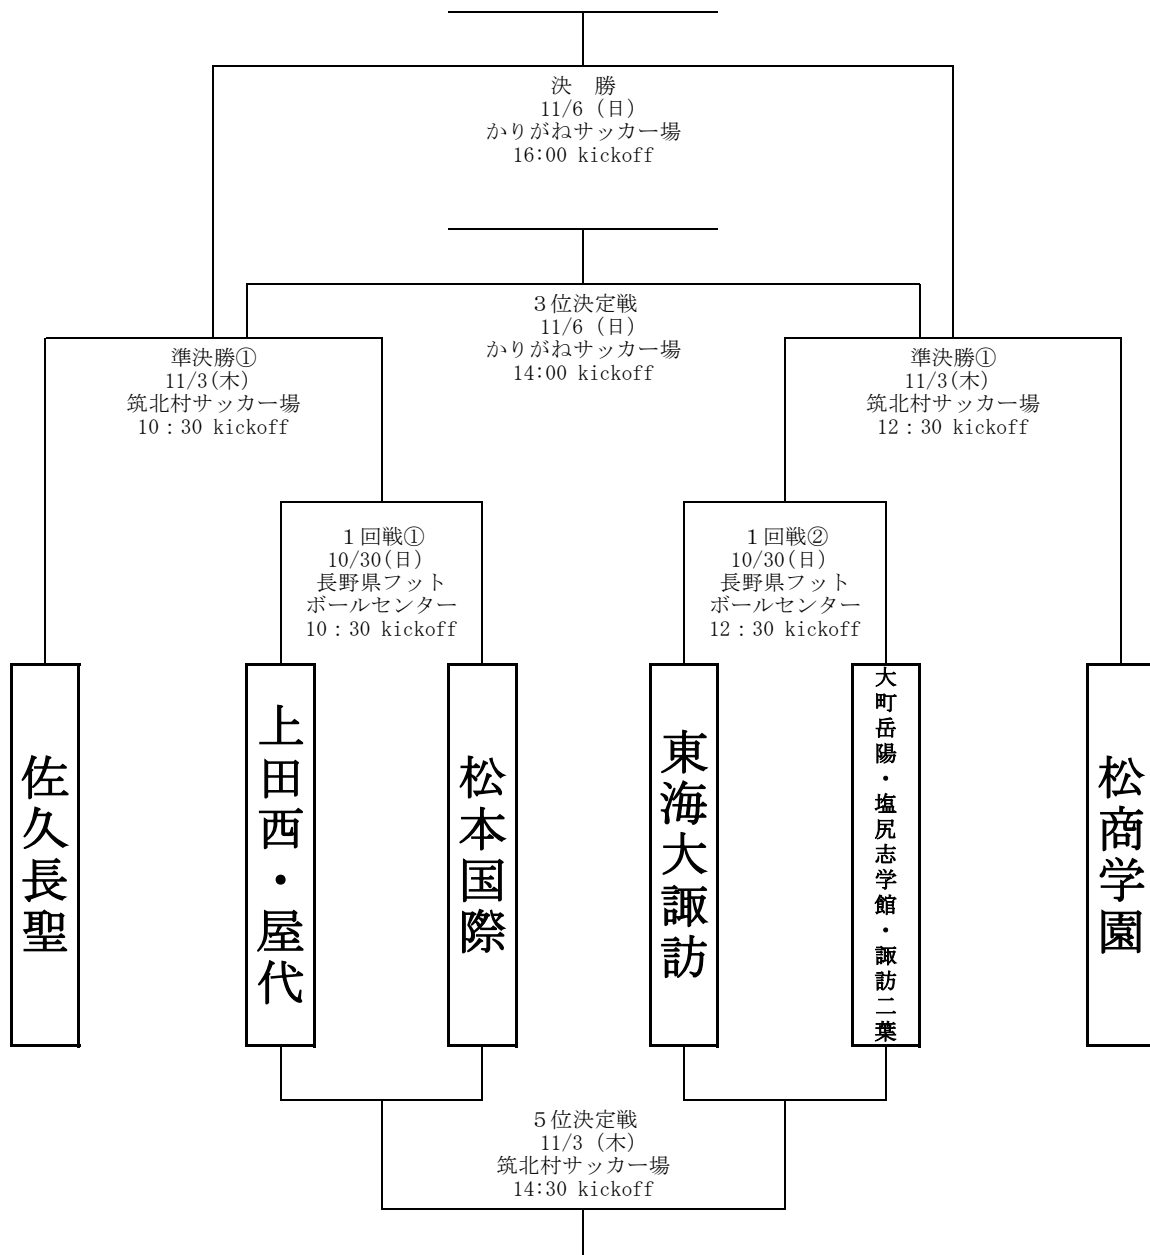 決　勝
11/6（日）
かりがねサッカー場
16:00 kickoff
３位決定戦
11/6（日）
かりがねサッカー場
14:00 kickoff
準決勝①
11/3(木)
筑北村サッカー場
10：30 kickoff
準決勝①
11/3(木)
筑北村サッカー場
12：30 kickoff
１回戦①
10/30(日)
長野県フット
ボールセンター
10：30 kickoff
１回戦②
10/30(日)
長野県フット
ボールセンター
12：30 kickoff
佐久長聖
上田西・屋代
松本国際
東海大諏訪
大町岳陽・塩尻志学館・諏訪二葉
松商学園
５位決定戦
11/3（木）
筑北村サッカー場
14:30 kickoff